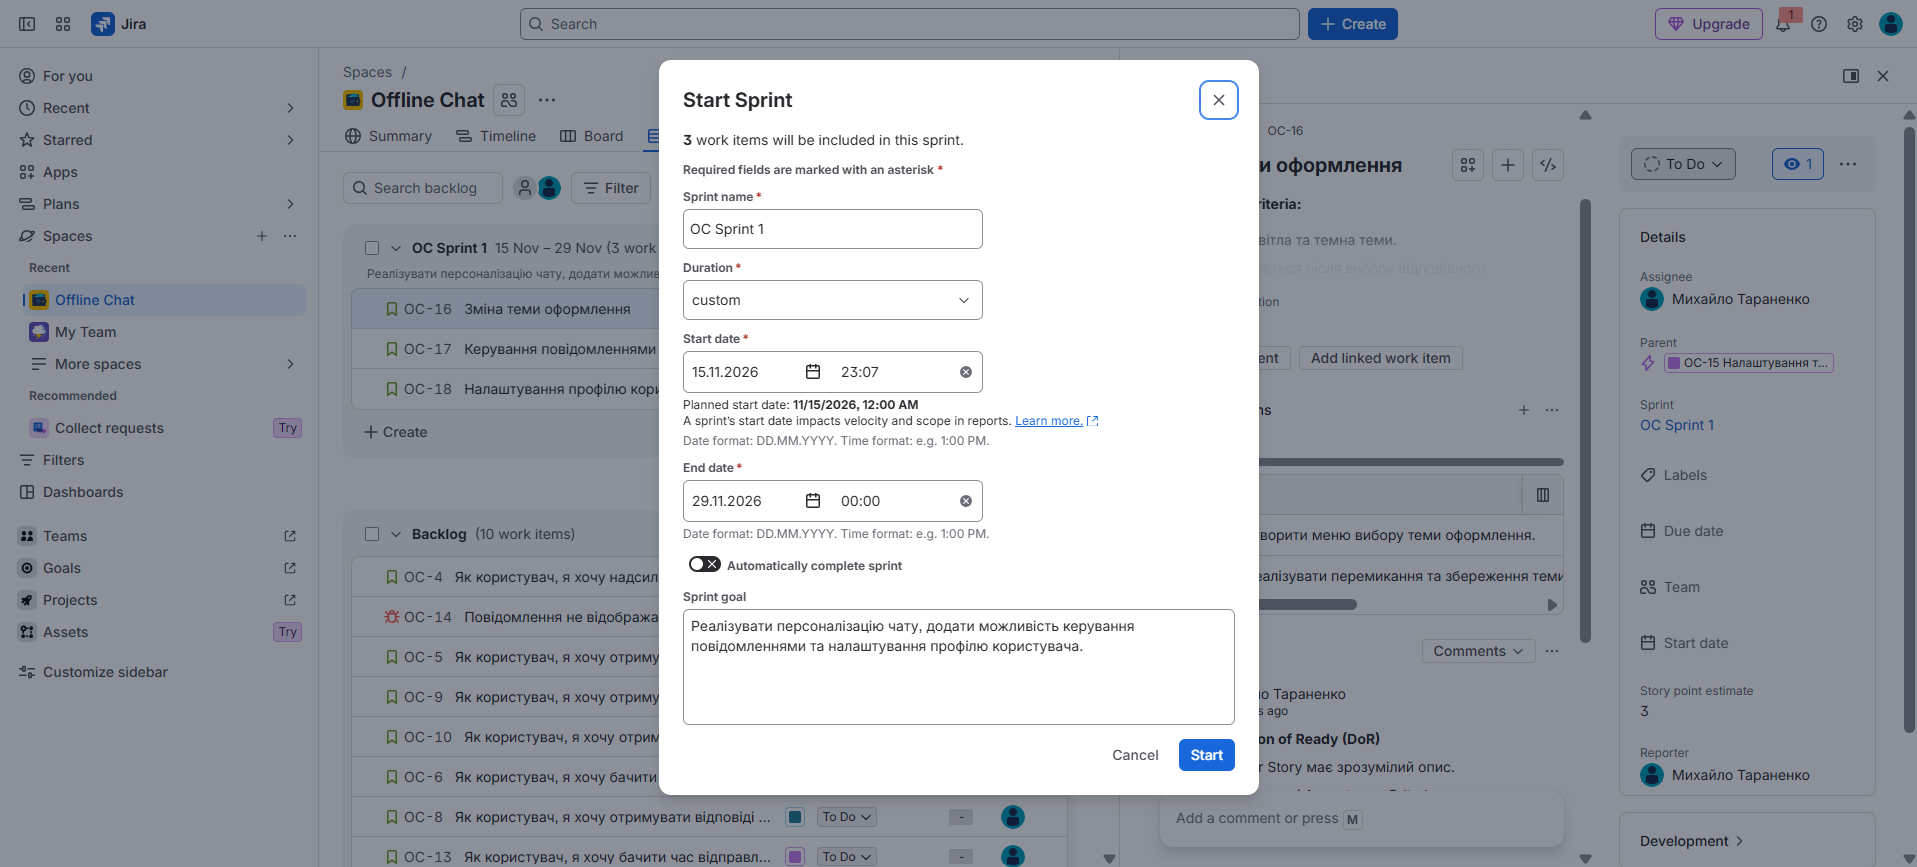 Jira
Search
Create
Upgrade
1
For you
Recent
Starred
Apps
Plans
Spaces
Recent
Offline Chat
My Team
More spaces
Recommended
Collect requests
Try
Filters
Dashboards
Teams
Goals
Projects
Assets
Try
Customize sidebar
Spaces /
Offline Chat
Summary
Timeline
Board
Search backlog
Filter
OC Sprint 1 15 Nov – 29 Nov (3 work
Реалізувати персоналізацію чату, додати
OC-16 Зміна теми оформлення
OC-17 Керування повідомленнями
OC-18 Налаштування профілю
Create
Backlog (10 work items)
OC-4 Як користувач, я хочу
OC-14 Повідомлення не
OC-5 Як користувач, я хочу
OC-9 Як користувач, я хочу
OC-10 Як користувач, я хочу
OC-6 Як користувач, я хочу бачити
OC-8 Як користувач, я хочу отримувати відповіді ... To Do -
OC-13 Як користувач, я хочу бачити час відправл... To Do -
Start Sprint
3 work items will be included in this sprint.
Required fields are marked with an asterisk *
Sprint name *
OC Sprint 1
Duration *
custom
Start date *
15.11.2026 23:07
Planned start date: 11/15/2026, 12:00 AM
A sprint's start date impacts velocity and scope in reports. Learn more.
Date format: DD.MM.YYYY. Time format: e.g. 1:00 PM.
End date *
29.11.2026 00:00
Date format: DD.MM.YYYY. Time format: e.g. 1:00 PM.
Automatically complete sprint
Sprint goal
Реалізувати персоналізацію чату, додати можливість керування
повідомленнями та налаштування профілю користувача.
Cancel
Start
OC-16
и оформлення
riteria:
вітла та темна теми.
ється після вибору відповідного
tion
ent
Add linked work item
ns
ворити меню вибору теми оформлення.
еалізувати перемикання та збереження теми
Comments
ло Тараненко
s ago
on of Ready (DoR)
r Story має зрозумілий опис.
Add a comment or press M
To Do
1
Details
Assignee
Михайло Тараненко
Parent
OC-15 Налаштування т...
Sprint
OC Sprint 1
Labels
Due date
Team
Start date
Story point estimate
3
Reporter
Михайло Тараненко
Development